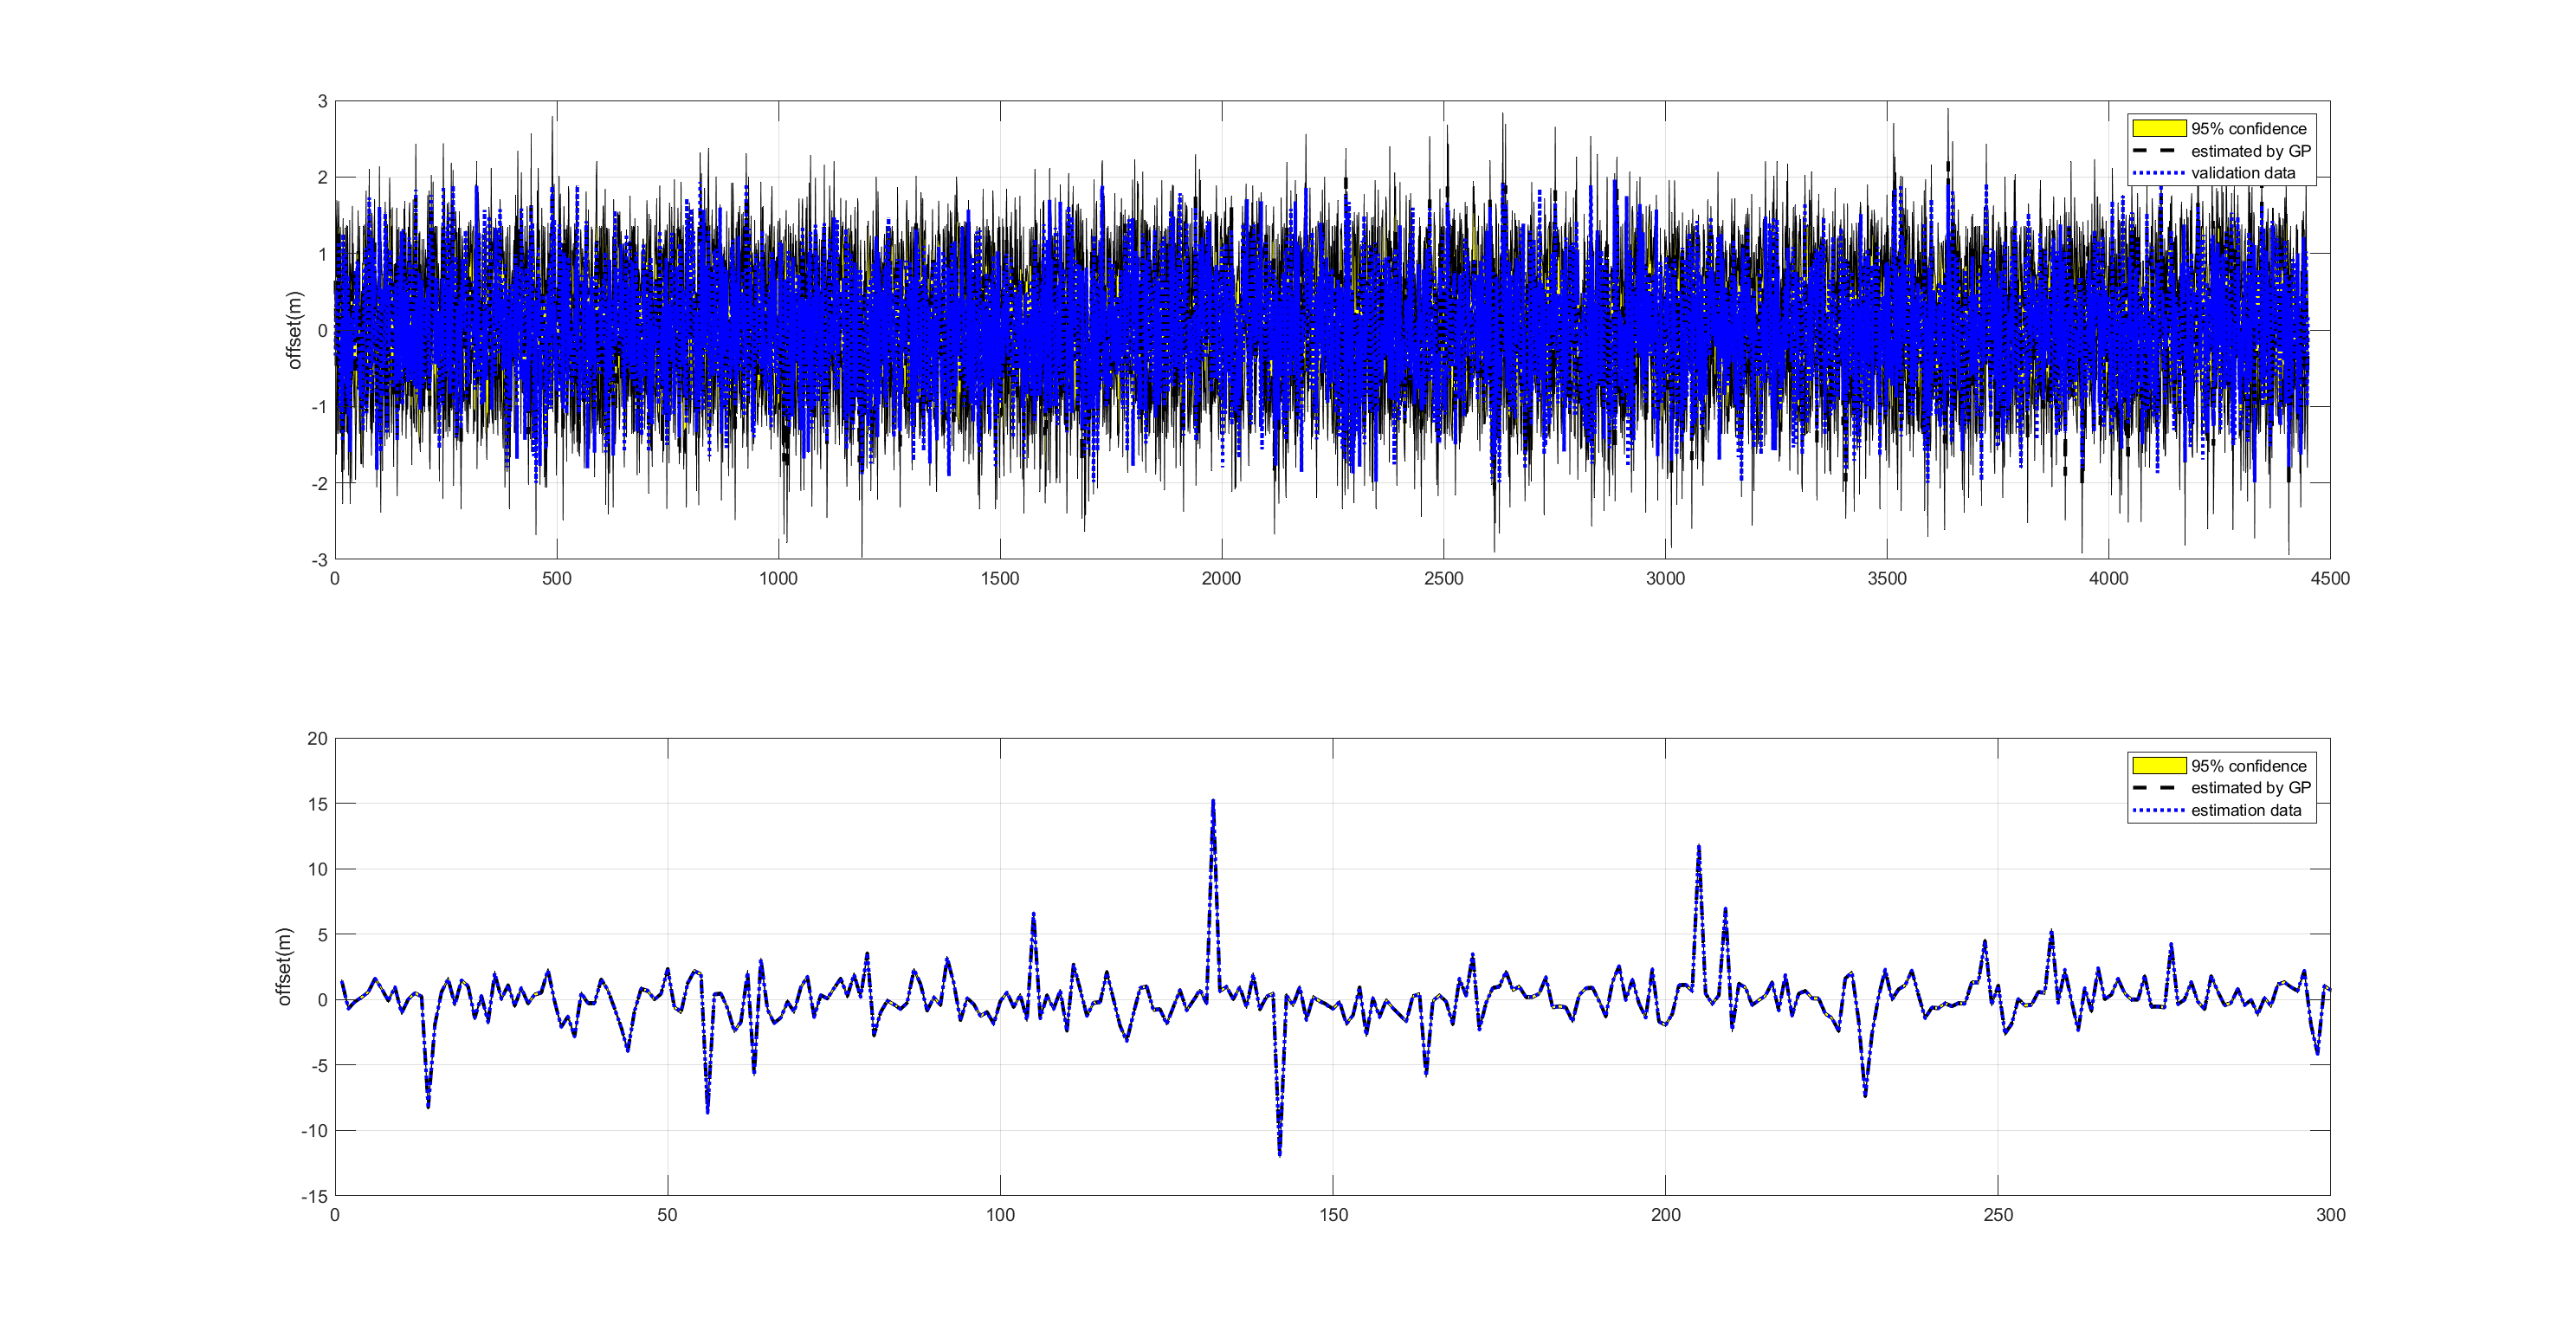 3
2
1
0
-1
-2
-3
offset(m)
95% confidence
estimated by GP
validation data
0 500 1000 1500 2000 2500 3000 3500 4000 4500
20
15
10
5
0
-5
-10
-15
offset(m)
95% confidence
estimated by GP
estimation data
0 50 100 150 200 250 300